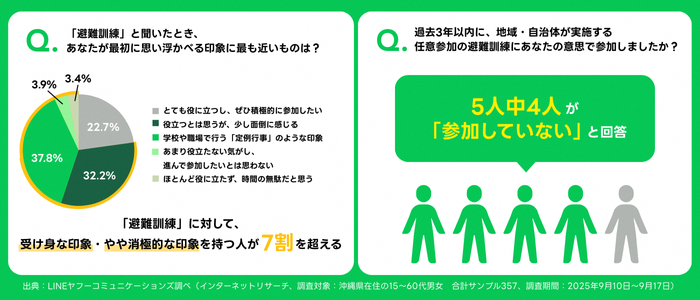 Q.
「避難訓練」と聞いたとき、
あなたが最初に思い浮かべる印象に最も近いものは？
3.9%
3.4%
22.7%
37.8%
32.2%
とても役に立つし、ぜひ積極的に参加したい
役立つとは思うが、少し面倒に感じる
学校や職場で行う「定例行事」のような印象
あまり役立たない気がし、
進んで参加したいとは思わない
ほとんど役に立たず、時間の無駄だと思う
「避難訓練」に対して、
受け身な印象・やや消極的な印象を持つ人が7割を超える
Q.
過去3年以内に、地域・自治体が実施する
任意参加の避難訓練にあなたの意思で参加しましたか？
5人中4人が
「参加していない」と回答
出典：LINEヤフーコミュニケーションズ調べ（インターネットリサーチ、調査対象：沖縄県在住の15〜60代男女　合計サンプル357、調査期間：2025年9月10日〜9月17日）